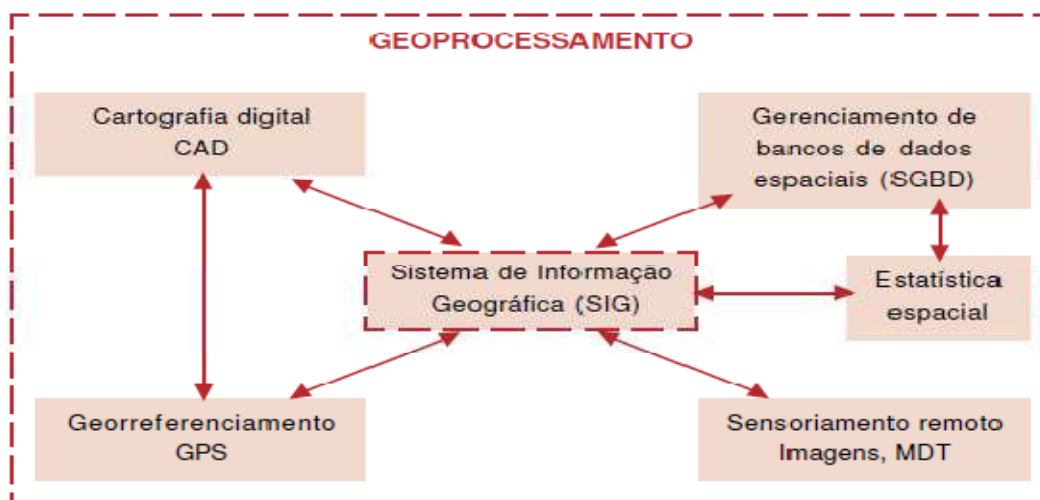 GEOPROCESSAMENTO
Cartografia digital
CAD
Gerenciamento de
bancos de dados
espaciais (SGBD)
Sistema de Informação
Geográfica (SIG)
Estatística
espacial
Georreferenciamento
GPS
Sensoriamento remoto
Imagens, MDT